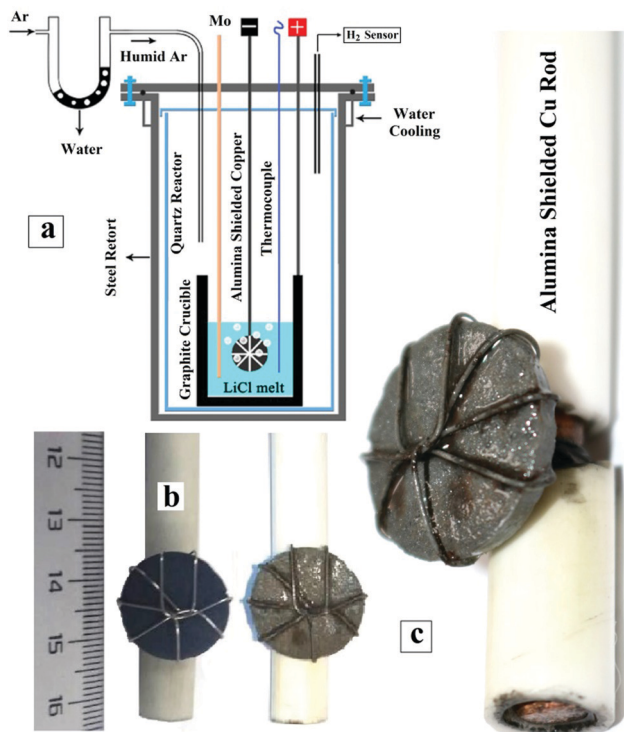 Ar
Mo
−
+
H2 Sensor
Humid Ar
Water
Water
Cooling
a
Steel Retort
Quartz Reactor
Graphite Crucible
Alumina Shielded Copper
Thermocouple
LiCl melt
Alumina Shielded Cu Rod
b
12
13
14
15
16
c